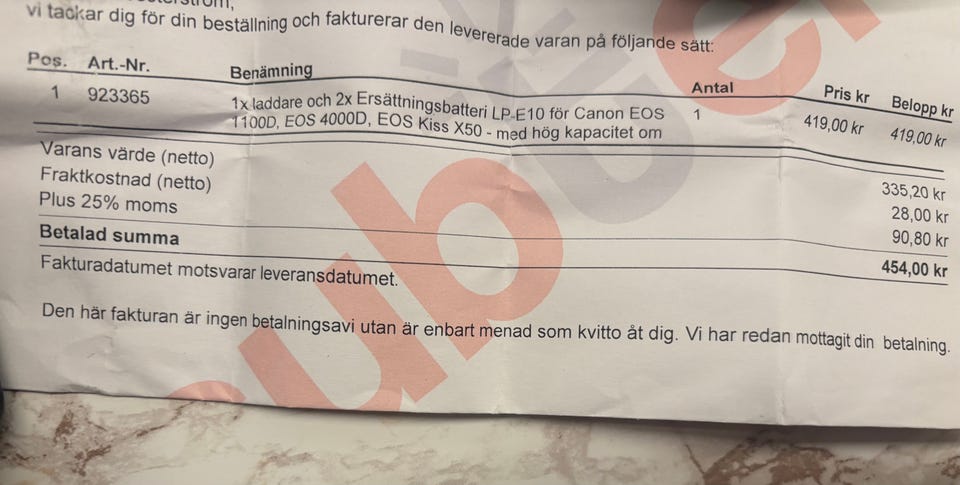 vi tackar dig för din beställning och fakturerar den levererade varan på följande sätt:
Pos. Art.-Nr. Benämning Antal Pris kr Belopp kr
1 923365 1x laddare och 2x Ersättningsbatteri LP-E10 för Canon EOS 1 419,00 kr 419,00 kr
1100D, EOS 4000D, EOS Kiss X50 - med hög kapacitet om
Varans värde (netto) 335,20 kr
Fraktkostnad (netto) 28,00 kr
Plus 25% moms 90,80 kr
Betalad summa 454,00 kr
Fakturadatumet motsvarar leveransdatumet.
Den här fakturan är ingen betalningsavi utan är enbart menad som kvitto åt dig. Vi har redan mottagit din betalning.